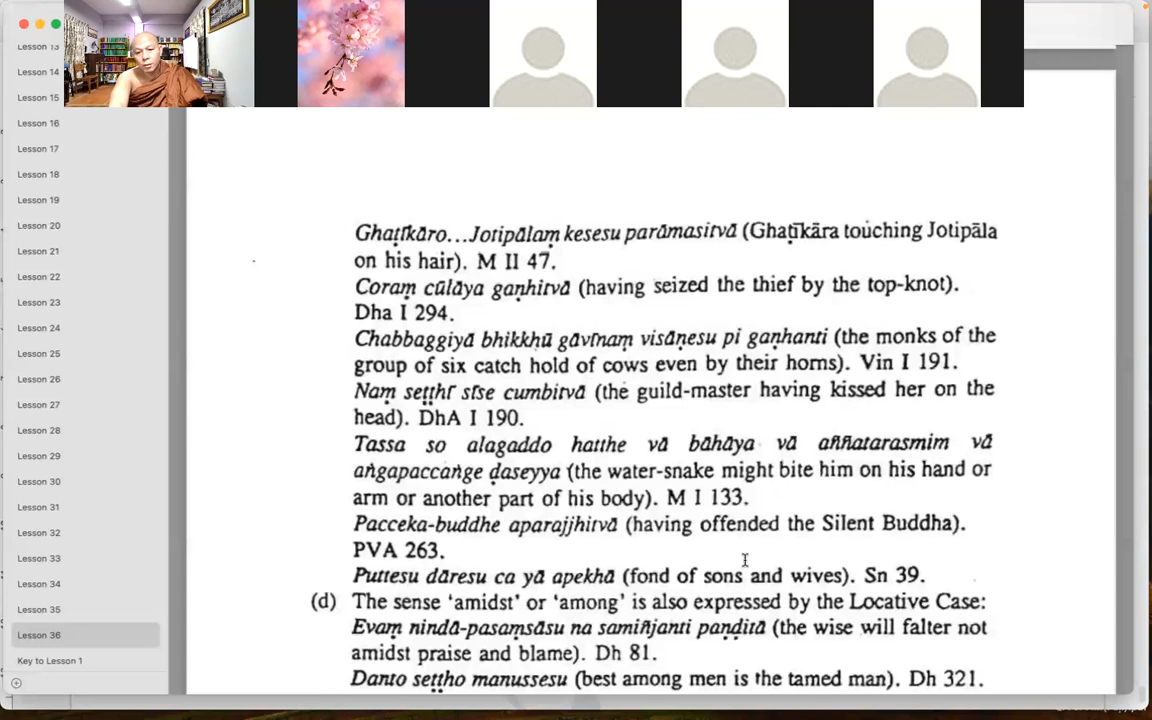 Lesson 13
Lesson 14
Lesson 15
Lesson 16
Lesson 17
Lesson 18
Lesson 19
Lesson 20
Lesson 21
Lesson 22
Lesson 23
Lesson 24
Lesson 25
Lesson 26
Lesson 27
Lesson 28
Lesson 29
Lesson 30
Lesson 31
Lesson 32
Lesson 33
Lesson 34
Lesson 35
Lesson 36
Key to Lesson 1
Ghaṭīkāro...Jotipālaṃ kesesu parāmasitvā (Ghaṭīkāra touching Jotipāla
on his hair). M II 47.
Coraṃ cūlāya gaṇhitvā (having seized the thief by the top-knot).
Dha I 294.
Chabbaggiyā bhikkhū gāvīnaṃ visāṇesu pi gaṇhanti (the monks of the
group of six catch hold of cows even by their horns). Vin I 191.
Naṃ seṭṭhī sīse cumbitvā (the guild-master having kissed her on the
head). DhA I 190.
Tassa so alagaddo hatthe vā bāhāya vā aññatarasmim vā
aṅgapaccaṅge ḍaseyya (the water-snake might bite him on his hand or
arm or another part of his body). M I 133.
Pacceka-buddhe aparajjhitvā (having offended the Silent Buddha).
PVA 263.
Puttesu dāresu ca yā apekhā (fond of sons and wives). Sn 39.
(d) The sense ‘amidst’ or ‘among’ is also expressed by the Locative Case:
Evaṃ nindā-pasaṃsāsu na samiñjanti paṇḍitā (the wise will falter not
amidst praise and blame). Dh 81.
Danto seṭṭho manussesu (best among men is the tamed man). Dh 321.